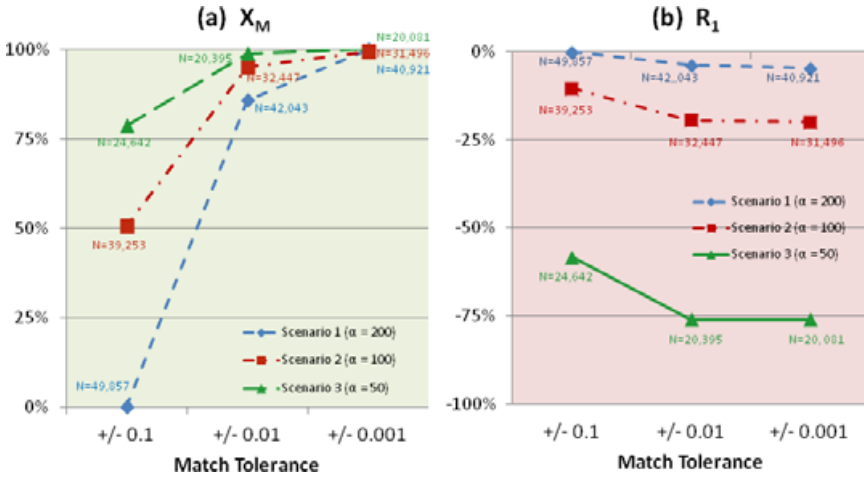 (a) X_M
100%
75%
50%
25%
0%
N=20,081
N=20,395
N=31,496
N=32,447
N=40,921
N=42,043
N=24,642
N=39,253
N=49,857
Scenario 1 (α = 200)
Scenario 2 (α = 100)
Scenario 3 (α = 50)
+/- 0.1
+/- 0.01
+/- 0.001
Match Tolerance
(b) R_1
0%
-25%
-50%
-75%
-100%
N=49,857
N=42,043
N=40,921
N=39,253
N=32,447
N=31,496
Scenario 1 (α = 200)
Scenario 2 (α = 100)
Scenario 3 (α = 50)
N=24,642
N=20,395
N=20,081
+/- 0.1
+/- 0.01
+/- 0.001
Match Tolerance